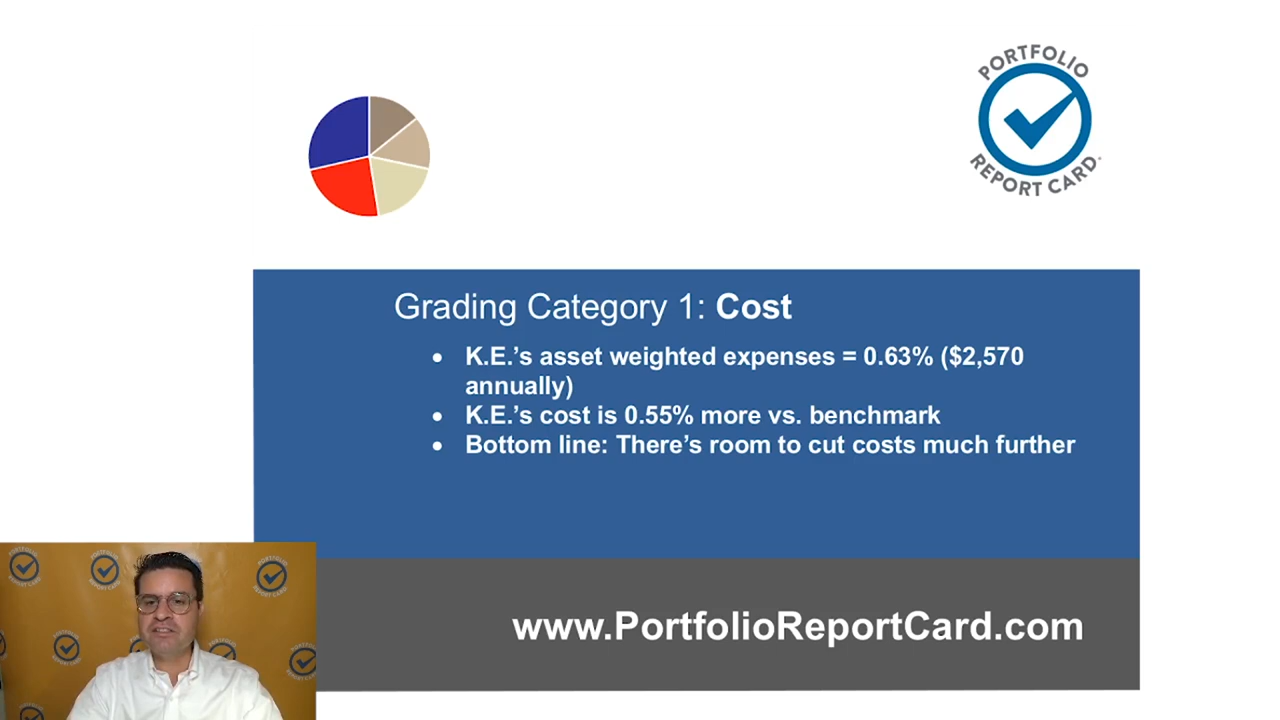 PORTFOLIO
REPORT CARD
Grading Category 1: Cost
• K.E.’s asset weighted expenses = 0.63% ($2,570
annually)
• K.E.’s cost is 0.55% more vs. benchmark
• Bottom line: There’s room to cut costs much further
www.PortfolioReportCard.com